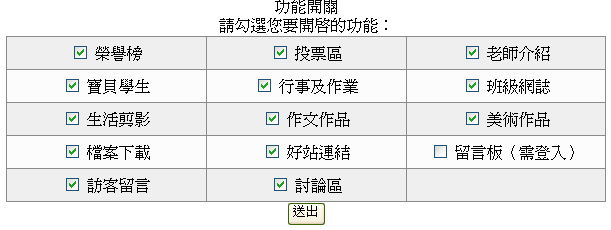 功能開關
請勾選您要開啓的功能：
榮譽榜 投票區 老師介紹
寶貝學生 行事及作業 班級網誌
生活剪影 作文作品 美術作品
檔案下載 好站連結 留言板（需登入）
訪客留言 討論區
送出